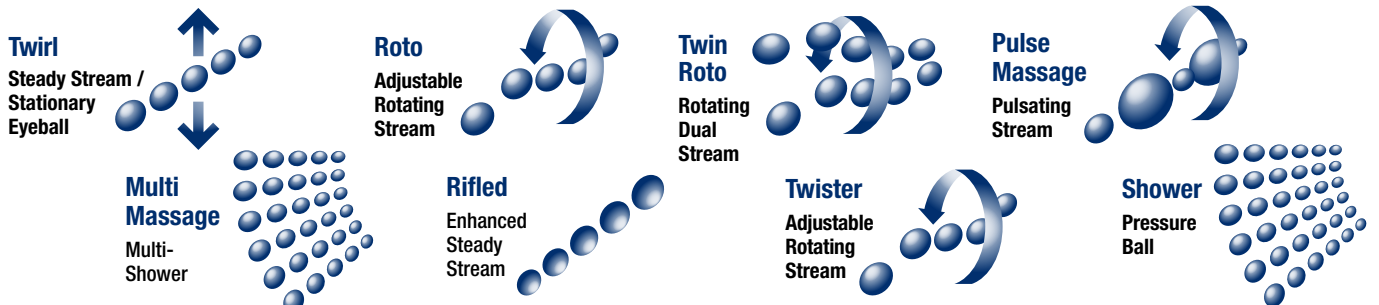 Twirl
Steady Stream /
Stationary
Eyeball
Roto
Adjustable
Rotating
Stream
Twin
Roto
Rotating
Dual
Stream
Pulse
Massage
Pulsating
Stream
Multi
Massage
Multi-
Shower
Rifled
Enhanced
Steady
Stream
Twister
Adjustable
Rotating
Stream
Shower
Pressure
Ball